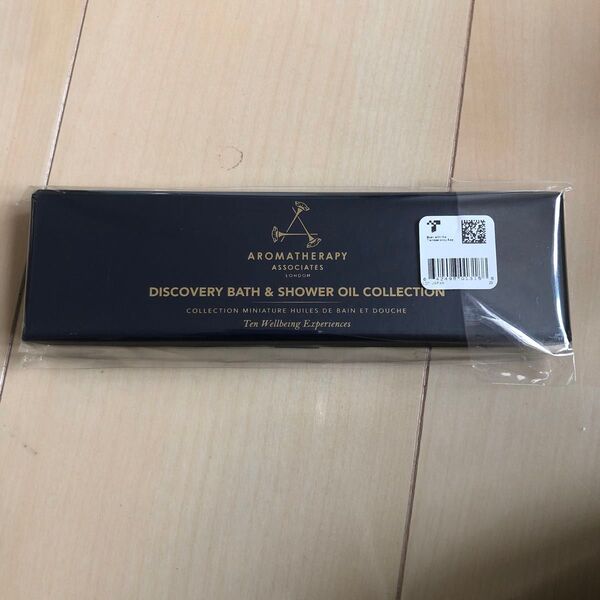 AROMATHERAPY
ASSOCIATES
LONDON
DISCOVERY BATH & SHOWER OIL COLLECTION
COLLECTION MINIATURE HUILES DE BAIN ET DOUCHE
Ten Wellbeing Experiences